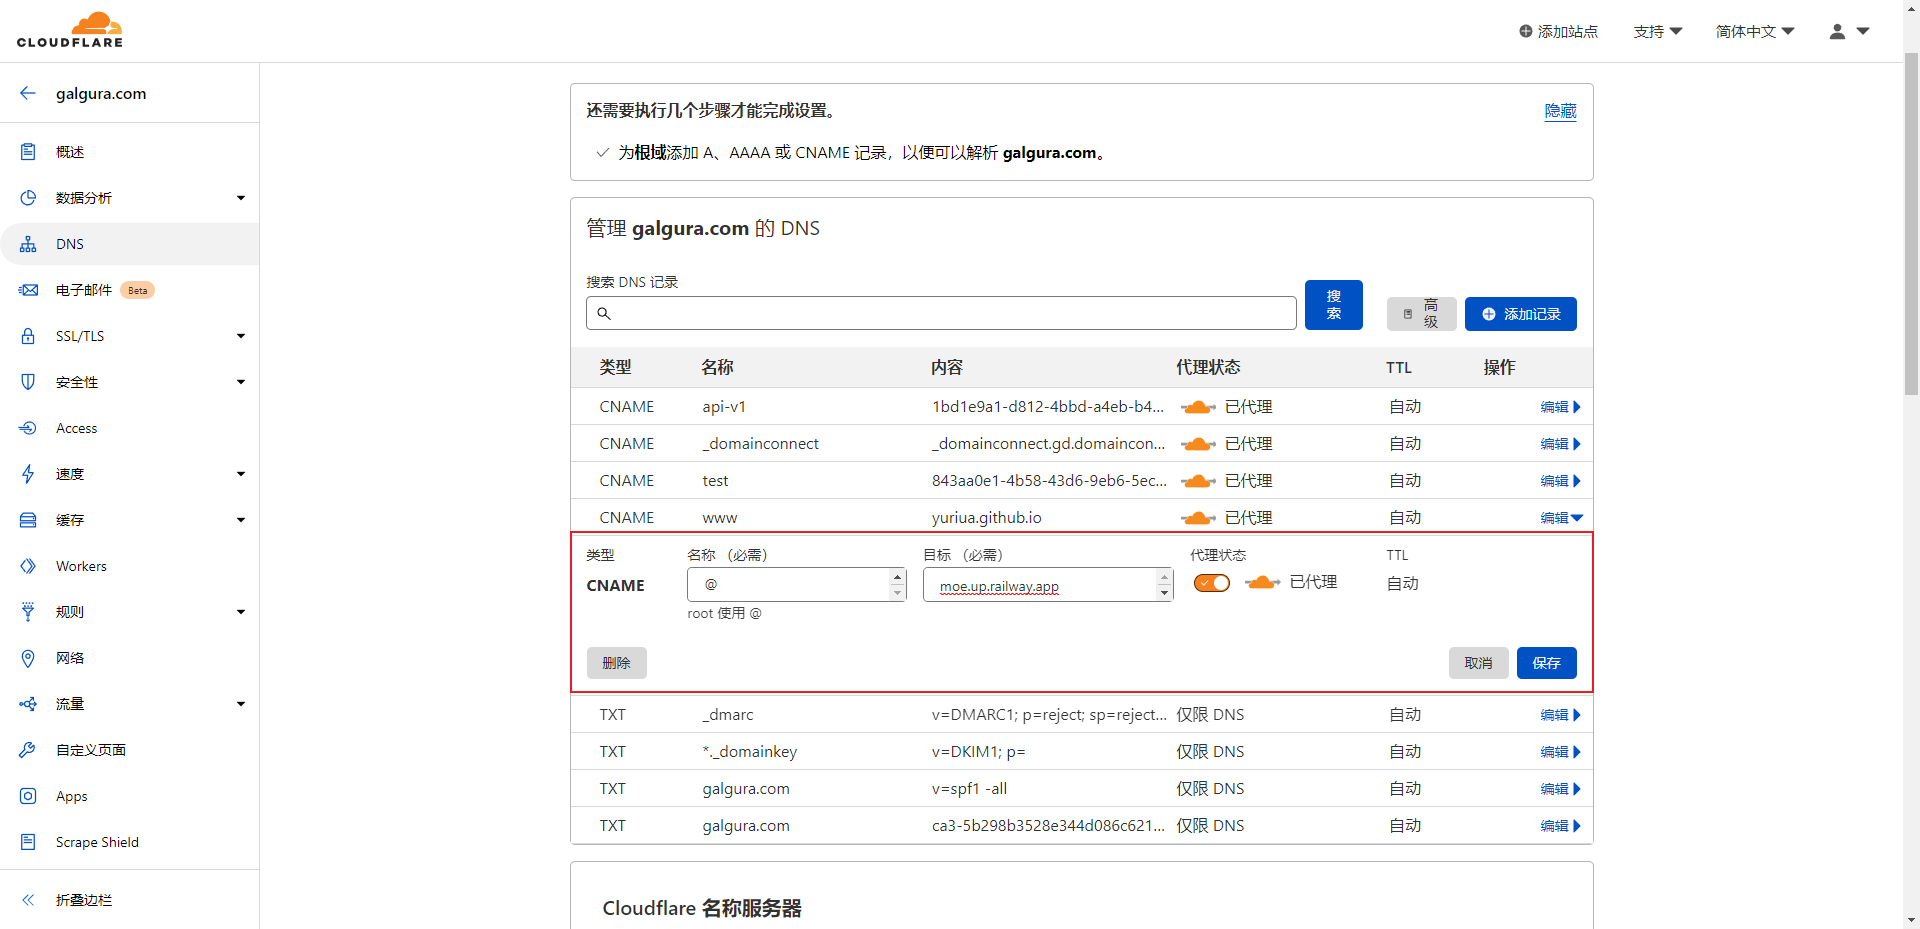 CLOUDFLARE
添加站点 支持 简体中文
galgura.com
概述
数据分析
DNS
电子邮件 Beta
SSL/TLS
安全性
Access
速度
缓存
Workers
规则
网络
流量
自定义页面
Apps
Scrape Shield
折叠边栏
还需要执行几个步骤才能完成设置。 隐藏
为根域添加 A、AAAA 或 CNAME 记录，以便可以解析 galgura.com。
管理 galgura.com 的 DNS
搜索 DNS 记录
搜索
高级
添加记录
类型 名称 内容 代理状态 TTL 操作
CNAME api-v1 1bd1e9a1-d812-4bbd-a4eb-b4... 已代理 自动 编辑
CNAME _domainconnect _domainconnect.gd.domaincon... 已代理 自动 编辑
CNAME test 843aa0e1-4b58-43d6-9eb6-5ec... 已代理 自动 编辑
CNAME www yuriua.github.io 已代理 自动 编辑
类型 名称 （必需） 目标 （必需） 代理状态 TTL
CNAME @ moe.up.railway.app 已代理 自动
root 使用 @
删除 取消 保存
TXT _dmarc v=DMARC1; p=reject; sp=reject... 仅限 DNS 自动 编辑
TXT *._domainkey v=DKIM1; p= 仅限 DNS 自动 编辑
TXT galgura.com v=spf1 -all 仅限 DNS 自动 编辑
TXT galgura.com ca3-5b298b3528e344d086c621... 仅限 DNS 自动 编辑
Cloudflare 名称服务器